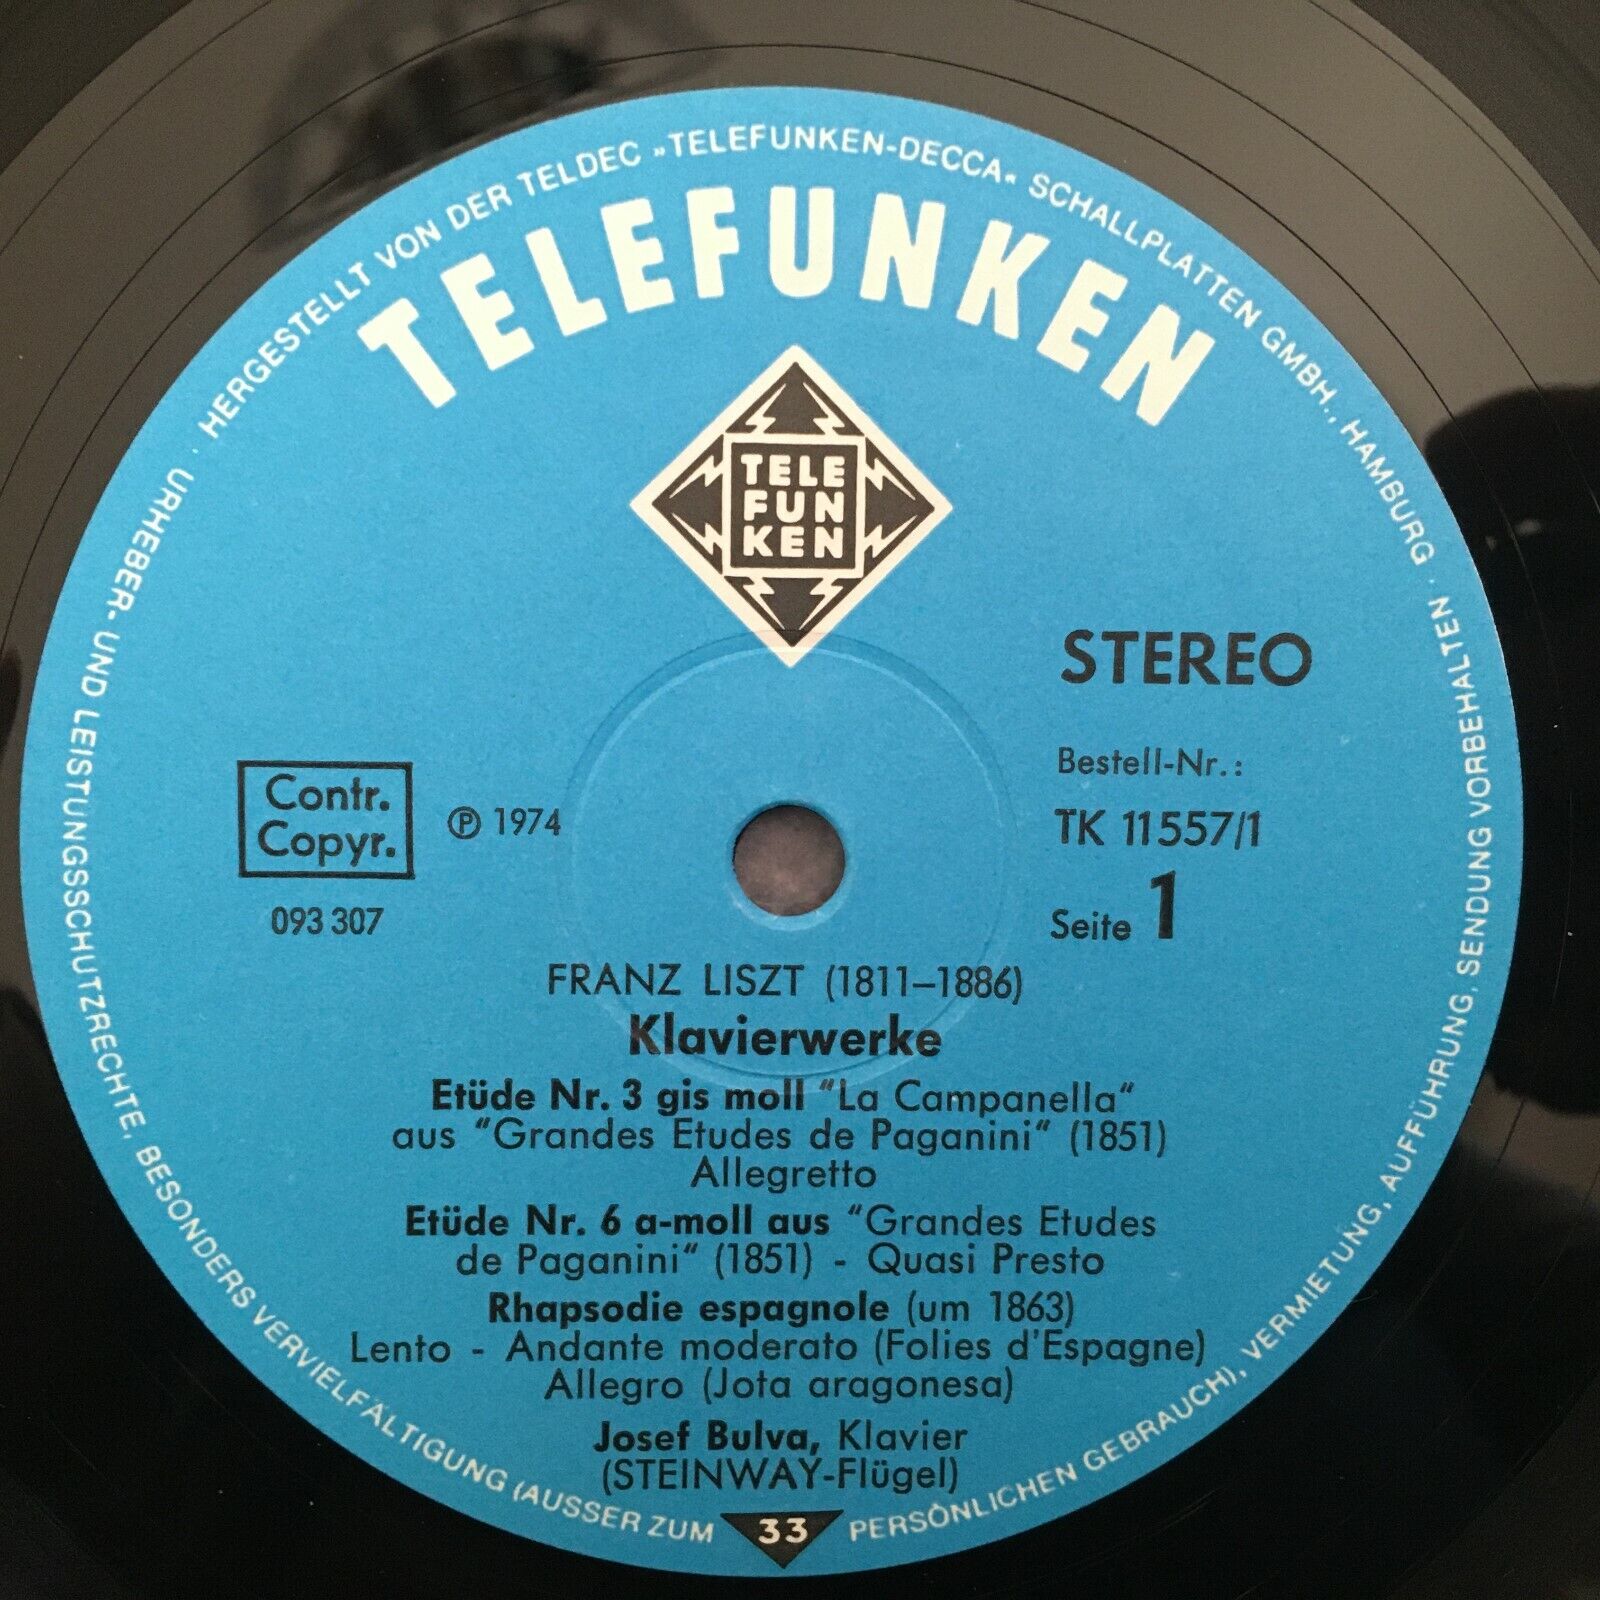 HERGESTELLT VON DER TELDEC »TELEFUNKEN-DECCA« SCHALLPLATTEN GMBH., HAMBURG · URHEBER- UND LEISTUNGSSCHUTZRECHTE, BESONDERS VERVIELFÄLTIGUNG (AUSSER ZUM PERSÖNLICHEN GEBRAUCH), VERMIETUNG, AUFFÜHRUNG, SENDUNG VORBEHALTEN ·
TELEFUNKEN
TELE
FUN
KEN
STEREO
Bestell-Nr.:
TK 11557/1
Seite 1
Contr.
Copyr.
℗ 1974
093 307
FRANZ LISZT (1811–1886)
Klavierwerke
Etüde Nr. 3 gis moll "La Campanella“
aus "Grandes Etudes de Paganini“ (1851)
Allegretto
Etüde Nr. 6 a-moll aus "Grandes Etudes
de Paganini“ (1851) - Quasi Presto
Rhapsodie espagnole (um 1863)
Lento - Andante moderato (Folies d'Espagne)
Allegro (Jota aragonesa)
Josef Bulva, Klavier
(STEINWAY-Flügel)
33